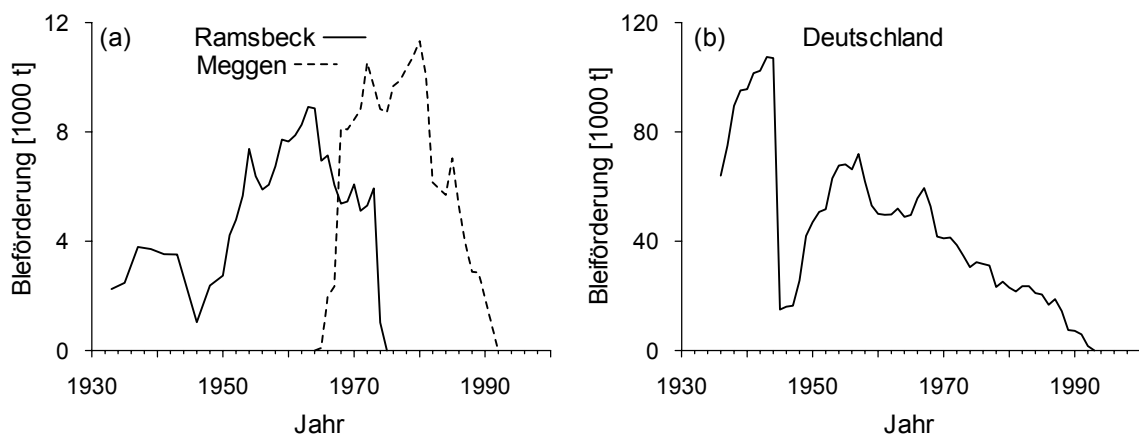 (a)
Ramsbeck
Meggen
Bleförderung [1000 t]
12
8
4
0
1930
1950
1970
1990
Jahr
(b)
Deutschland
Bleiförderung [1000 t]
120
80
40
0
1930
1950
1970
1990
Jahr